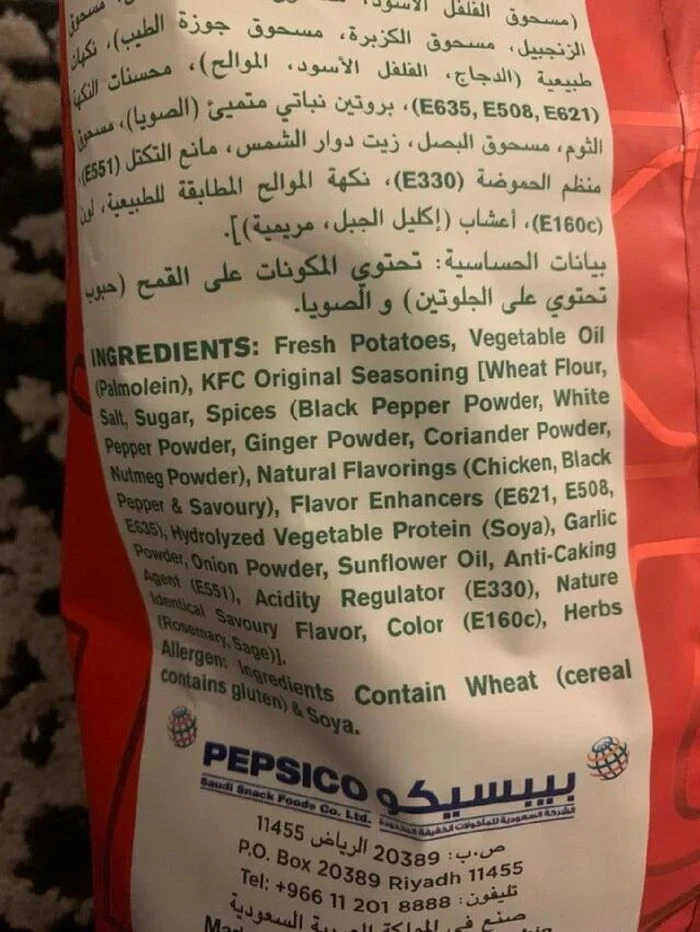 (مسحوق الفلفل الأسود، مسحوق
الزنجبيل، مسحوق الكزبرة، مسحوق جوزة الطيب)، نكهات
طبيعية (الدجاج، الفلفل الأسود، الموالح)، محسنات النكهة
(E635, E508, E621)، بروتين نباتي متميئ (الصويا)، مسحوق
الثوم، مسحوق البصل، زيت دوار الشمس، مانع التكتل (E551)،
منظم الحموضة (E330)، نكهة الموالح المطابقة للطبيعية، لون
(E160c)، أعشاب (إكليل الجبل، مريمية)].
بيانات الحساسية: تحتوي المكونات على القمح (حبوب
تحتوي على الجلوتين) و الصويا.
INGREDIENTS: Fresh Potatoes, Vegetable Oil
(Palmolein), KFC Original Seasoning [Wheat Flour,
Salt, Sugar, Spices (Black Pepper Powder, White
Pepper Powder, Ginger Powder, Coriander Powder,
Nutmeg Powder), Natural Flavorings (Chicken, Black
Pepper & Savoury), Flavor Enhancers (E621, E508,
E635), Hydrolyzed Vegetable Protein (Soya), Garlic
Powder, Onion Powder, Sunflower Oil, Anti-Caking
Agent (E551), Acidity Regulator (E330), Nature
Identical Savoury Flavor, Color (E160c), Herbs
(Rosemary, Sage)].
Allergen: Ingredients Contain Wheat (cereal
contains gluten) & Soya.
PEPSICO بيبسيكو
Saudi Snack Foods Co. Ltd. الشركة السعودية للمأكولات الخفيفة المحدودة
ص.ب: 20389 الرياض 11455
P.O. Box 20389 Riyadh 11455
Tel: +966 11 201 8888 تليفون:
صنع في المملكة العربية السعودية